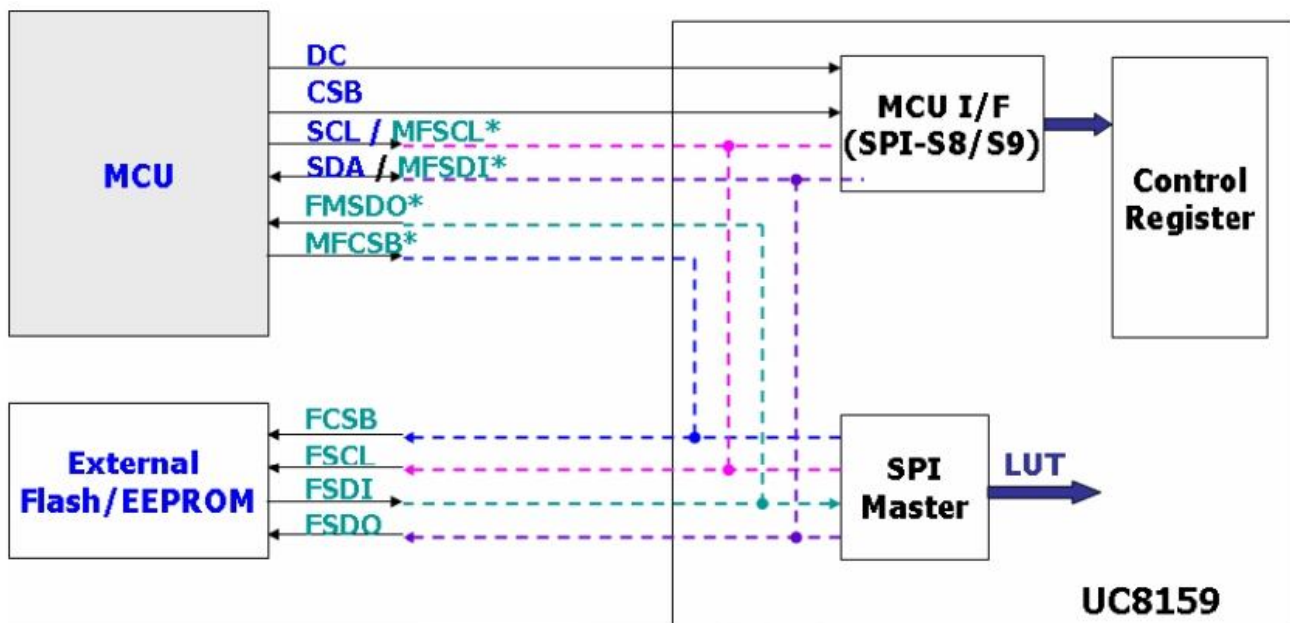 DC
CSB
SCL / MFSCL*
SDA / MFSDI*
FMSDO*
MFCSB*
MCU
MCU I/F
(SPI-S8/S9)
Control
Register
FCSB
FSCL
FSDI
FSDO
External
Flash/EEPROM
SPI
Master
LUT
UC8159